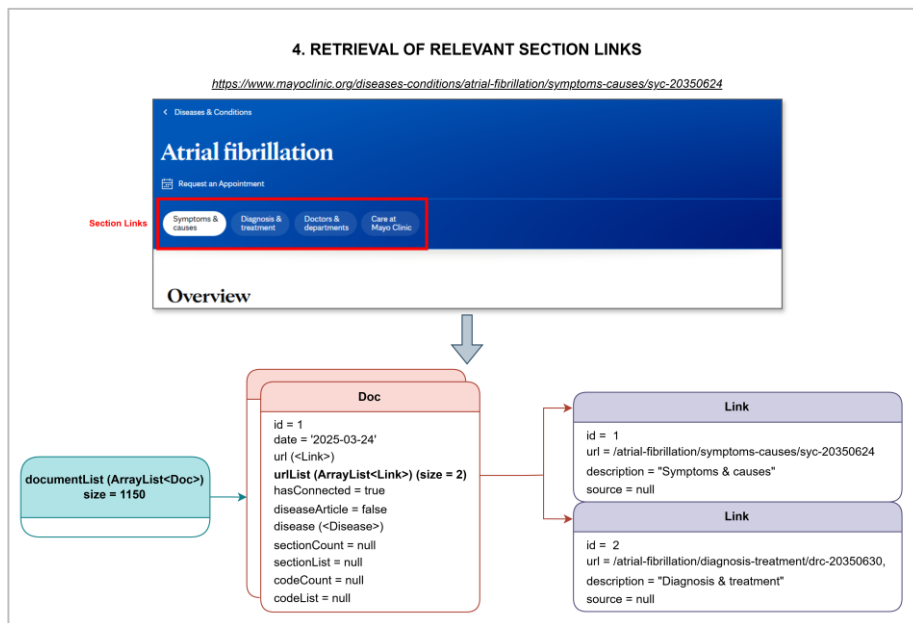 4. RETRIEVAL OF RELEVANT SECTION LINKS
https://www.mayoclinic.org/diseases-conditions/atrial-fibrillation/symptoms-causes/syc-20350624
Diseases & Conditions
Atrial fibrillation
Request an Appointment
Section Links
Symptoms &
causes
Diagnosis &
treatment
Doctors &
departments
Care at
Mayo Clinic
Overview
documentList (ArrayList<Doc>)
size = 1150
Doc
id = 1
date = '2025-03-24'
url (<Link>)
urlList (ArrayList<Link>) (size = 2)
hasConnected = true
diseaseArticle = false
disease (<Disease>)
sectionCount = null
sectionList = null
codeCount = null
codeList = null
Link
id = 1
url = /atrial-fibrillation/symptoms-causes/syc-20350624
description = "Symptoms & causes"
source = null
Link
id = 2
url = /atrial-fibrillation/diagnosis-treatment/drc-20350630,
description = "Diagnosis & treatment"
source = null